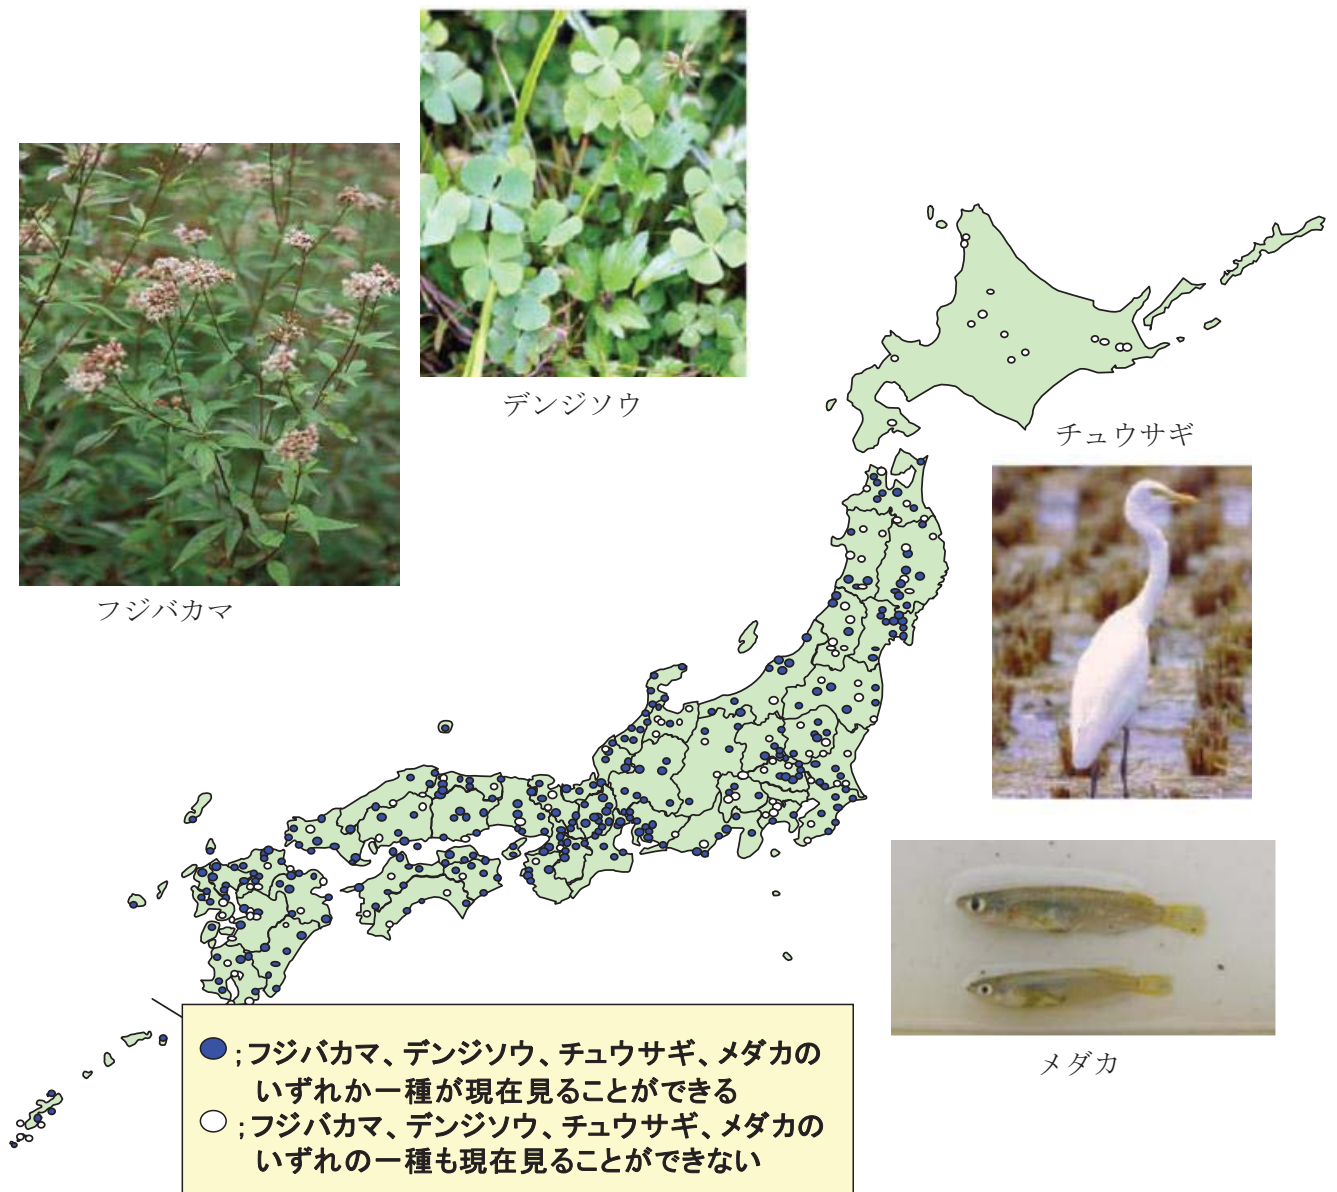 デンジソウ
チュウサギ
フジバカマ
メダカ
●;フジバカマ、デンジソウ、チュウサギ、メダカの
いずれか一種が現在見ることができる
○;フジバカマ、デンジソウ、チュウサギ、メダカの
いずれの一種も現在見ることができない